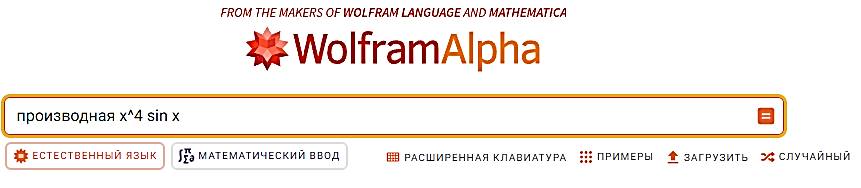 FROM THE MAKERS OF WOLFRAM LANGUAGE AND MATHEMATICA
WolframAlpha
производная x^4 sin x
ЕСТЕСТВЕННЫЙ ЯЗЫК МАТЕМАТИЧЕСКИЙ ВВОД РАСШИРЕННАЯ КЛАВИАТУРА ПРИМЕРЫ ЗАГРУЗИТЬ СЛУЧАЙНЫЙ